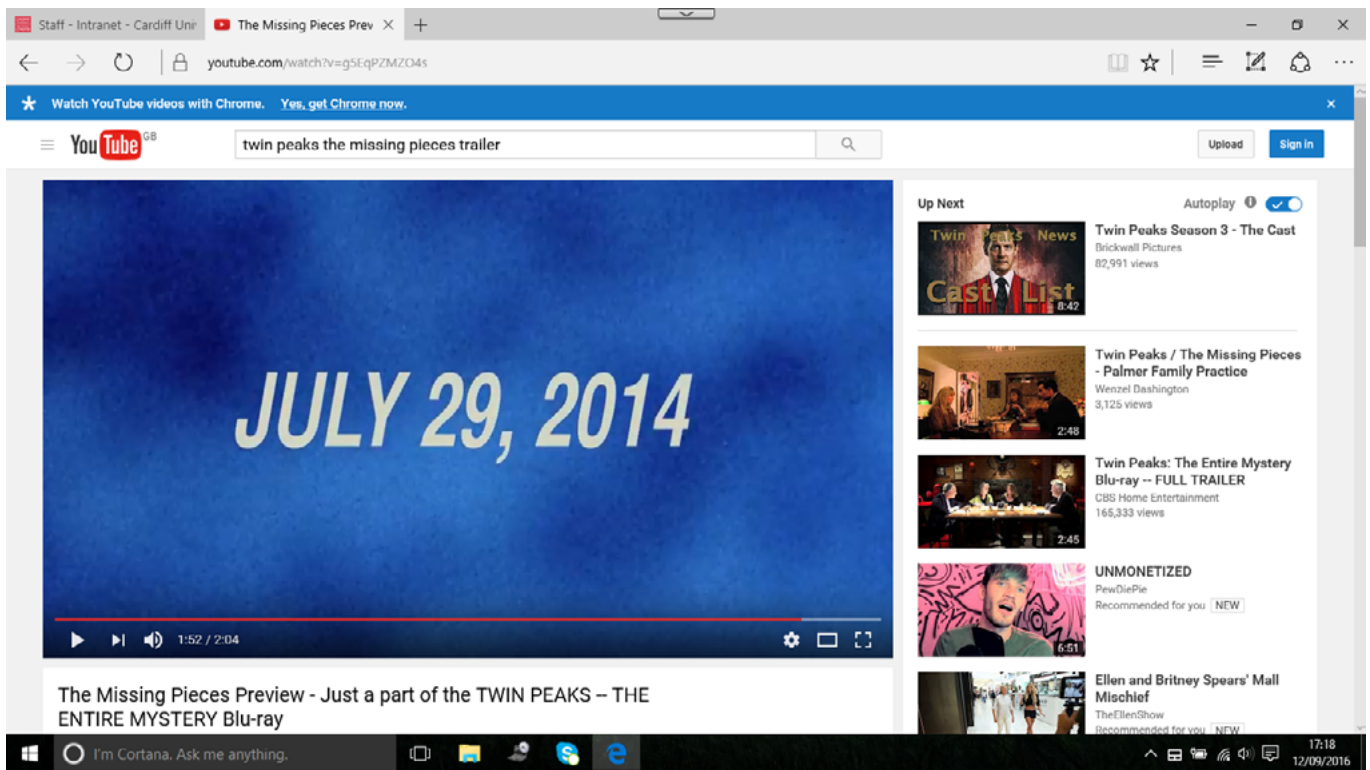 Staff - Intranet - Cardiff Univ
The Missing Pieces Prev
youtube.com/watch?v=g5EqPZMZO4s
Watch YouTube videos with Chrome. Yes, get Chrome now.
YouTube GB
twin peaks the missing pieces trailer
Upload
Sign in
JULY 29, 2014
1:52 / 2:04
The Missing Pieces Preview - Just a part of the TWIN PEAKS -- THE
ENTIRE MYSTERY Blu-ray
Up Next
Autoplay
Twin Peaks News
Cast List
8:42
Twin Peaks Season 3 - The Cast
Brickwall Pictures
82,991 views
2:48
Twin Peaks / The Missing Pieces
- Palmer Family Practice
Wenzel Dashington
3,125 views
2:45
Twin Peaks: The Entire Mystery
Blu-ray -- FULL TRAILER
CBS Home Entertainment
165,333 views
6:51
UNMONETIZED
PewDiePie
Recommended for you NEW
Ellen and Britney Spears' Mall
Mischief
TheEllenShow
Recommended for you NEW
I'm Cortana. Ask me anything.
17:18
12/09/2016